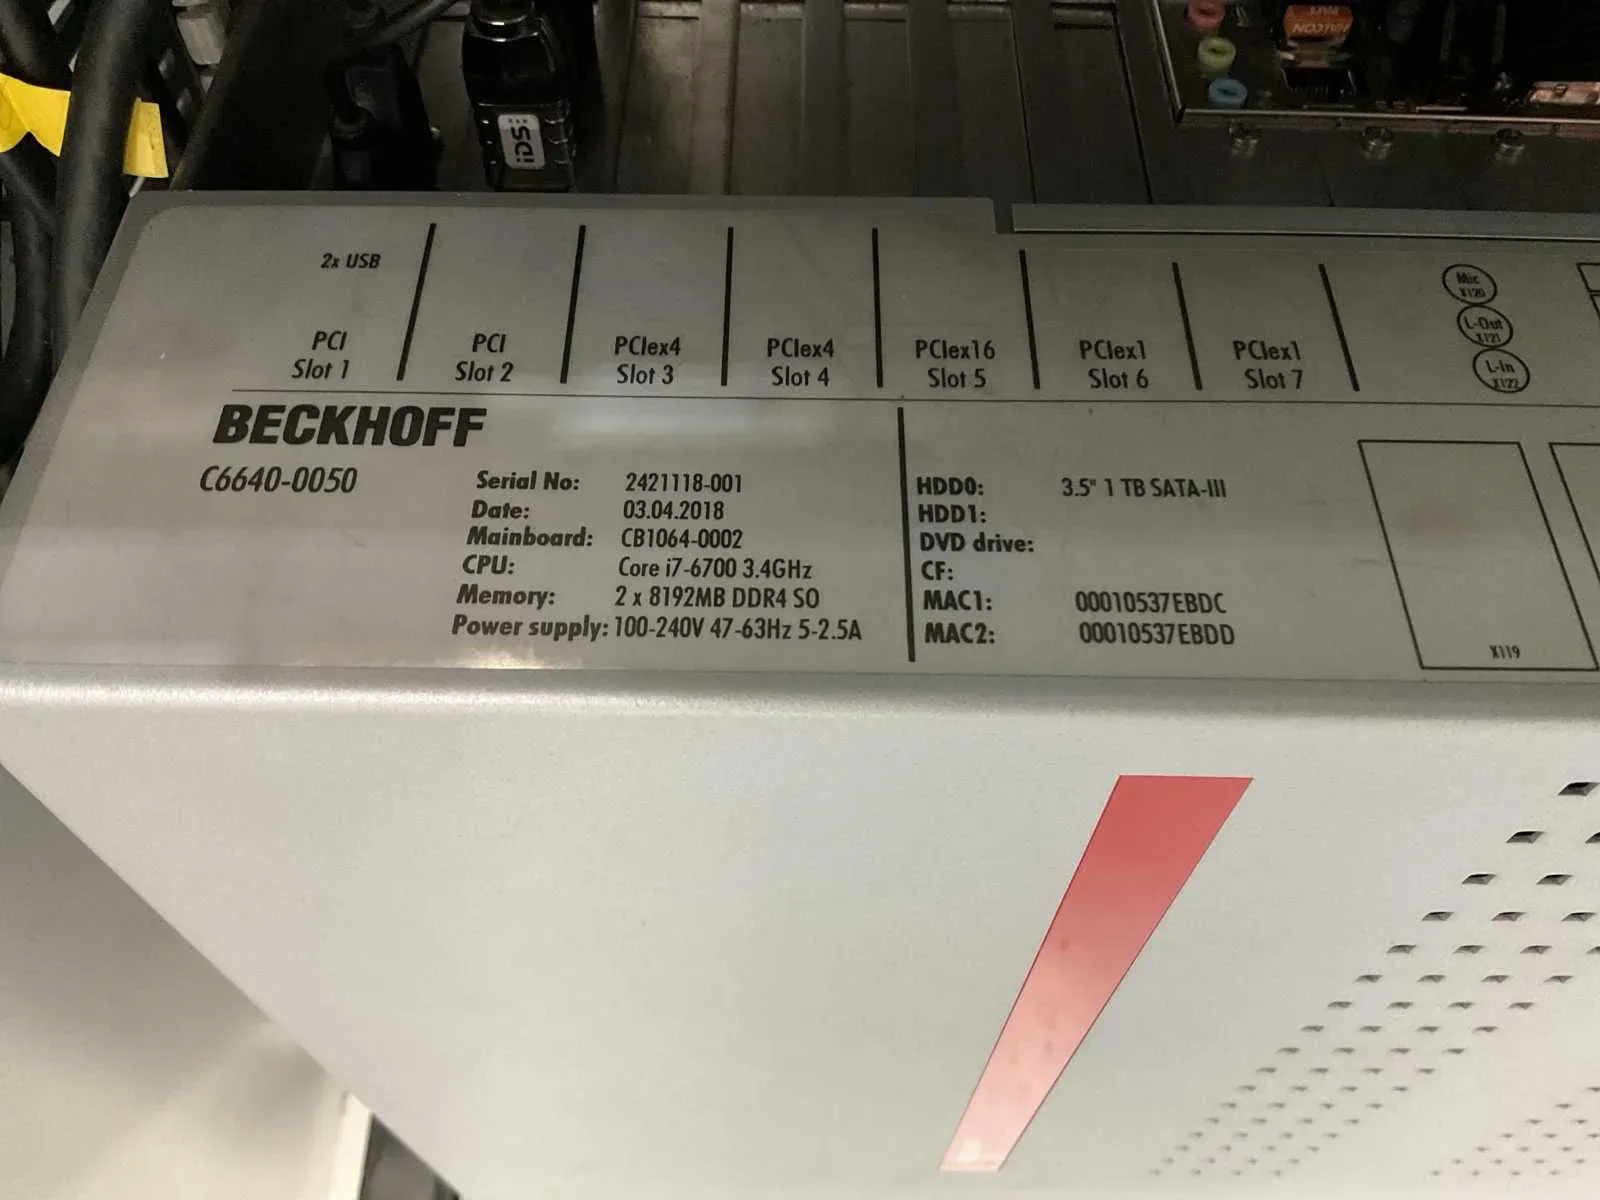 iDS:
2x USB
PCI
Slot 1
PCI
Slot 2
PCIex4
Slot 3
PCIex4
Slot 4
PCIex16
Slot 5
PCIex1
Slot 6
PCIex1
Slot 7
Mic
X120
L-Out
X121
L-In
X122
BECKHOFF
C6640-0050
Serial No: 2421118-001
Date: 03.04.2018
Mainboard: CB1064-0002
CPU: Core i7-6700 3.4GHz
Memory: 2 x 8192MB DDR4 SO
Power supply: 100-240V 47-63Hz 5-2.5A
HDD0: 3.5" 1 TB SATA-III
HDD1:
DVD drive:
CF:
MAC1: 00010537EBDC
MAC2: 00010537EBDD
X119